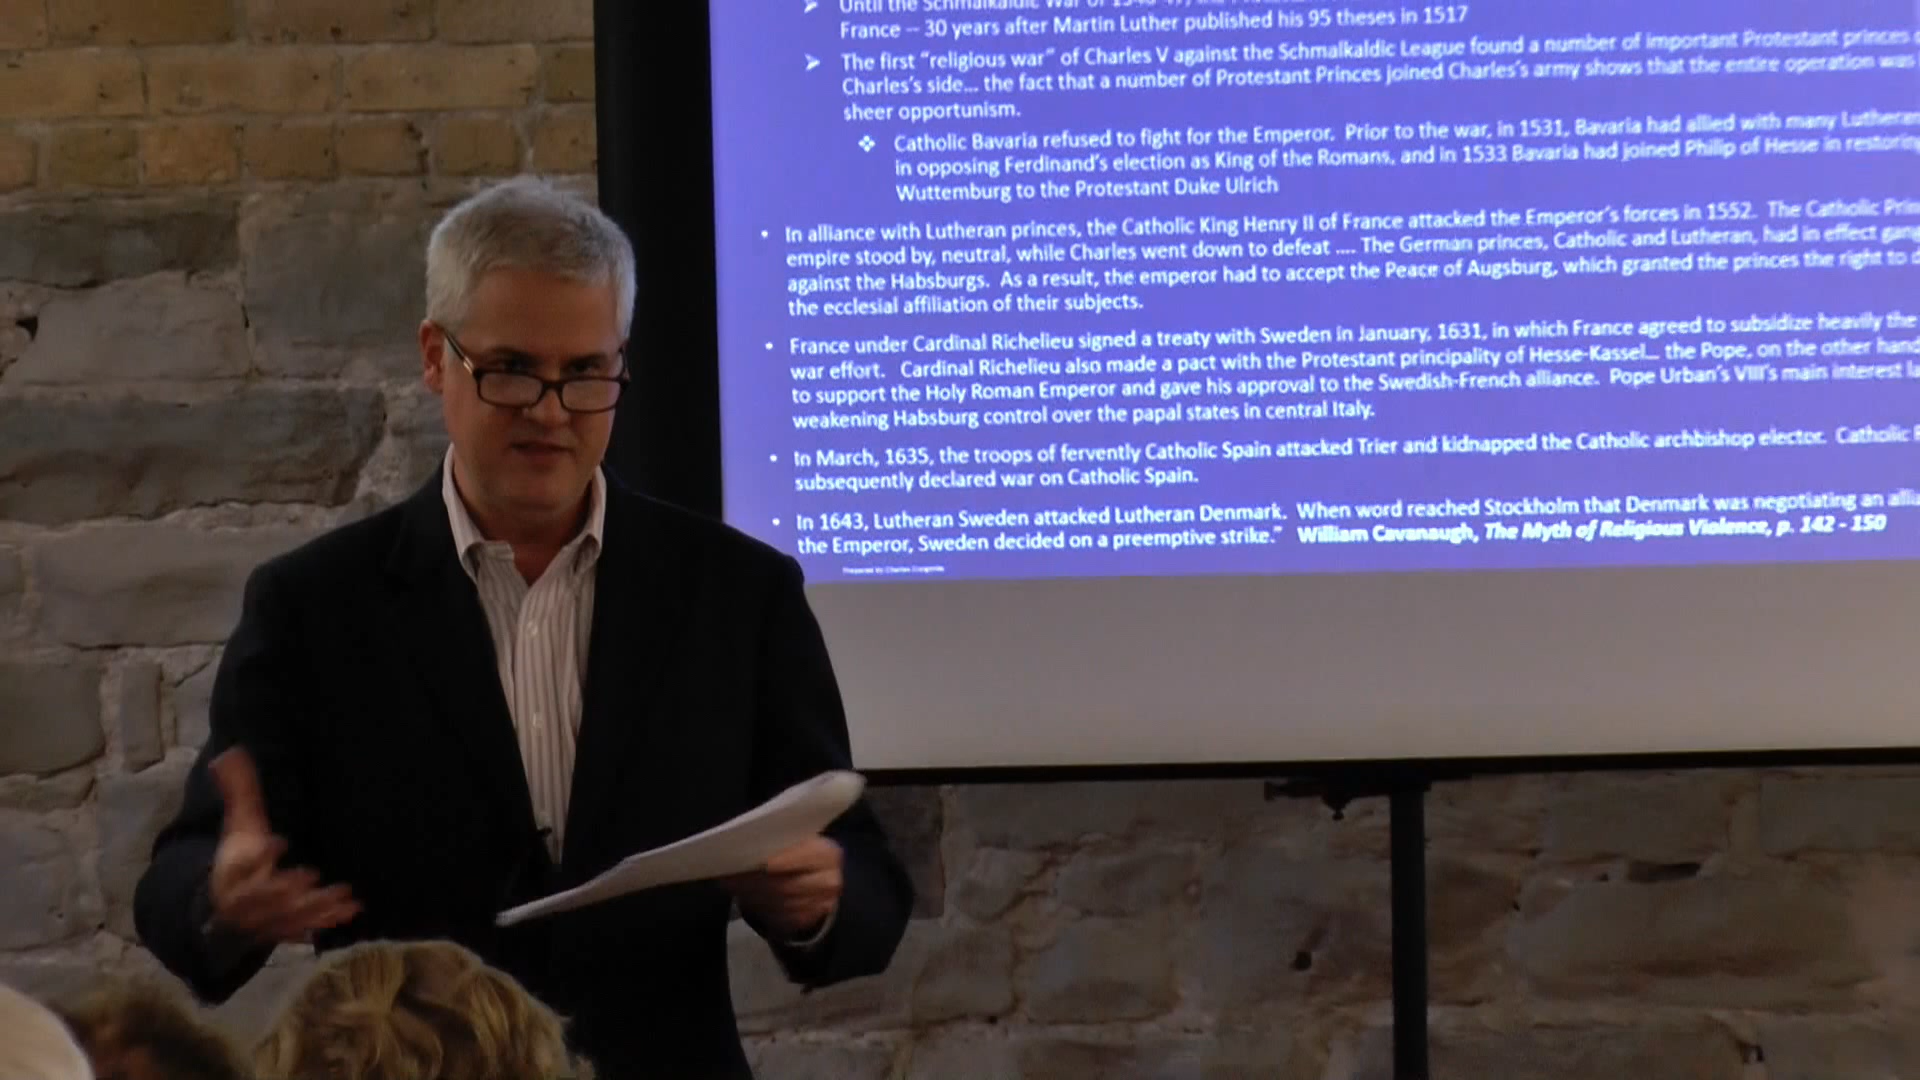 Until the Schmalkaldic War of
France – 30 years after Martin Luther published his 95 theses in 1517
➢ The first “religious war” of Charles V against the Schmalkaldic League found a number of important Protestant princes
Charles’s side... the fact that a number of Protestant Princes joined Charles’s army shows that the entire operation was
sheer opportunism.
❖ Catholic Bavaria refused to fight for the Emperor. Prior to the war, in 1531, Bavaria had allied with many Lutheran
in opposing Ferdinand’s election as King of the Romans, and in 1533 Bavaria had joined Philip of Hesse in restoring
Wuttemburg to the Protestant Duke Ulrich
• In alliance with Lutheran princes, the Catholic King Henry II of France attacked the Emperor’s forces in 1552. The Catholic
empire stood by, neutral, while Charles went down to defeat .... The German princes, Catholic and Lutheran, had in effect
against the Habsburgs. As a result, the emperor had to accept the Peace of Augsburg, which granted the princes the right to
the ecclesial affiliation of their subjects.
• France under Cardinal Richelieu signed a treaty with Sweden in January, 1631, in which France agreed to subsidize heavily the
war effort. Cardinal Richelieu also made a pact with the Protestant principality of Hesse-Kassel... the Pope, on the other hand
to support the Holy Roman Emperor and gave his approval to the Swedish-French alliance. Pope Urban’s VIII’s main interest
weakening Habsburg control over the papal states in central Italy.
• In March, 1635, the troops of fervently Catholic Spain attacked Trier and kidnapped the Catholic archbishop elector. Catholic
subsequently declared war on Catholic Spain.
• In 1643, Lutheran Sweden attacked Lutheran Denmark. When word reached Stockholm that Denmark was negotiating an
the Emperor, Sweden decided on a preemptive strike.” William Cavanaugh, The Myth of Religious Violence, p. 142 - 150
Prepared by Charles